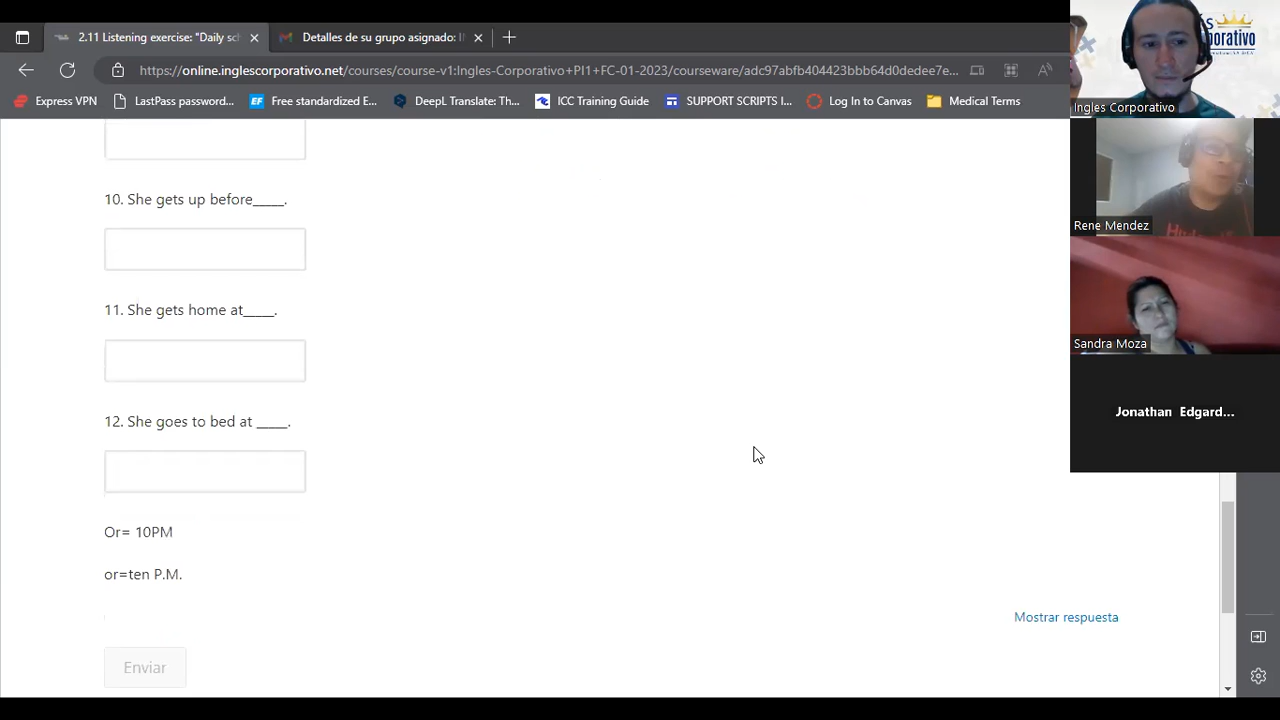 2.11 Listening exercise: "Daily sch
Detalles de su grupo asignado: II
https://online.inglescorporativo.net/courses/course-v1:Ingles-Corporativo+PI1+FC-01-2023/courseware/adc97abfb404423bbb64d0dedee7e...
Express VPN
LastPass password...
Free standardized E...
DeepL Translate: Th...
ICC Training Guide
SUPPORT SCRIPTS I...
Log In to Canvas
Medical Terms
10. She gets up before_____.
11. She gets home at_____.
12. She goes to bed at _____.
Or= 10PM
or=ten P.M.
Mostrar respuesta
Enviar
Ingles Corporativo
Rene Mendez
Sandra Moza
Jonathan Edgard...